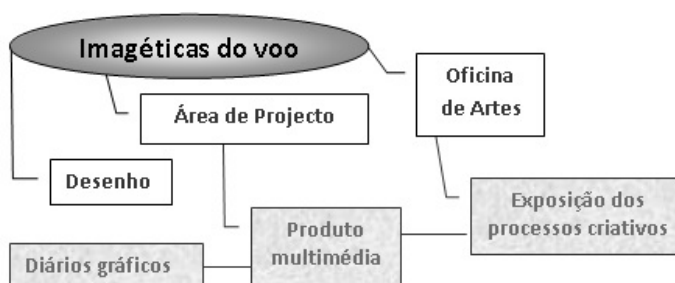 Imagéticas do voo
Oficina
de Artes
Área de Projecto
Desenho
Exposição dos
processos criativos
Produto
multimédia
Diários gráficos